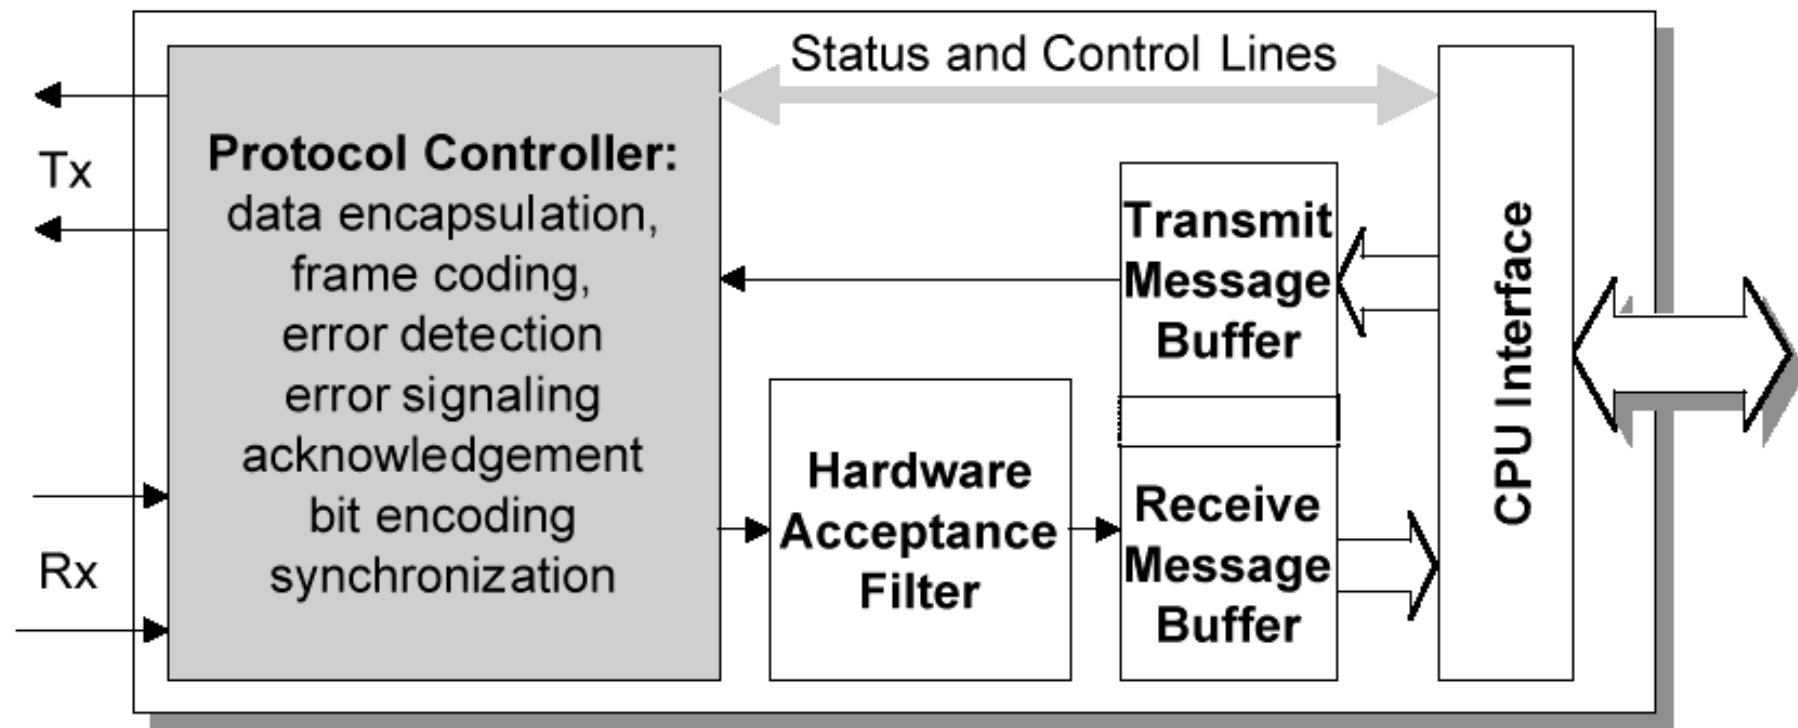 Status and Control Lines
Tx
Rx
Protocol Controller:
data encapsulation,
frame coding,
error detection
error signaling
acknowledgement
bit encoding
synchronization
Hardware
Acceptance
Filter
Transmit
Message
Buffer
Receive
Message
Buffer
CPU Interface